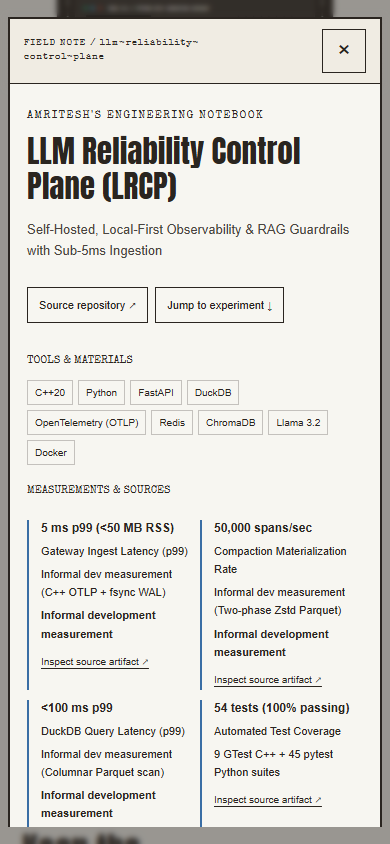 FIELD NOTE / llm-reliability-
control-plane
×
AMRITESH'S ENGINEERING NOTEBOOK
LLM Reliability Control
Plane (LRCP)
Self-Hosted, Local-First Observability & RAG Guardrails
with Sub-5ms Ingestion
Source repository ↗
Jump to experiment ↓
TOOLS & MATERIALS
C++20
Python
FastAPI
DuckDB
OpenTelemetry (OTLP)
Redis
ChromaDB
Llama 3.2
Docker
MEASUREMENTS & SOURCES
5 ms p99 (<50 MB RSS)
Gateway Ingest Latency (p99)
Informal dev measurement
(C++ OTLP + fsync WAL)
Informal development
measurement
Inspect source artifact ↗
50,000 spans/sec
Compaction Materialization
Rate
Informal dev measurement
(Two-phase Zstd Parquet)
Informal development
measurement
Inspect source artifact ↗
<100 ms p99
DuckDB Query Latency (p99)
Informal dev measurement
(Columnar Parquet scan)
Informal development
measurement
54 tests (100% passing)
Automated Test Coverage
9 GTest C++ + 45 pytest
Python suites
Inspect source artifact ↗
Keep the